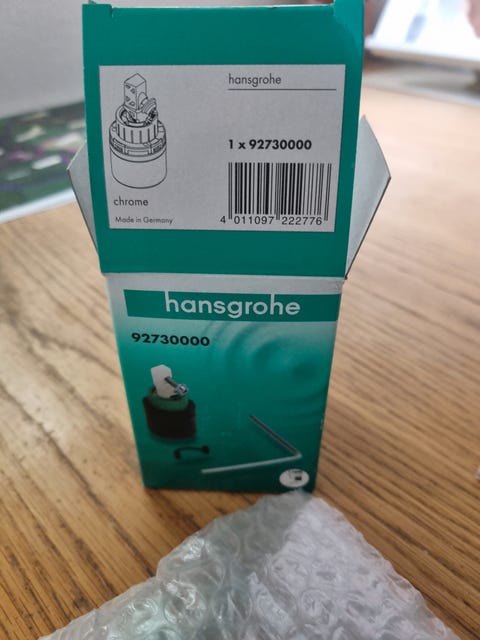 hansgrohe
1 x 92730000
chrome
Made in Germany
4 011097 222776
hansgrohe
92730000